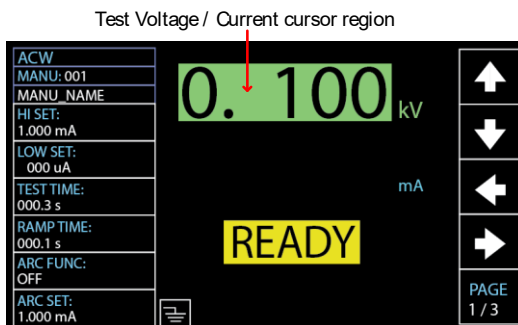 Test Voltage / Current cursor region
ACW
MANU: 001
MANU_NAME
HI SET:
1.000 mA
LOW SET:
000 uA
TEST TIME:
000.3 s
RAMP TIME:
000.1 s
ARC FUNC:
OFF
ARC SET:
1.000 mA
0. 100 kV
mA
READY
PAGE
1 / 3